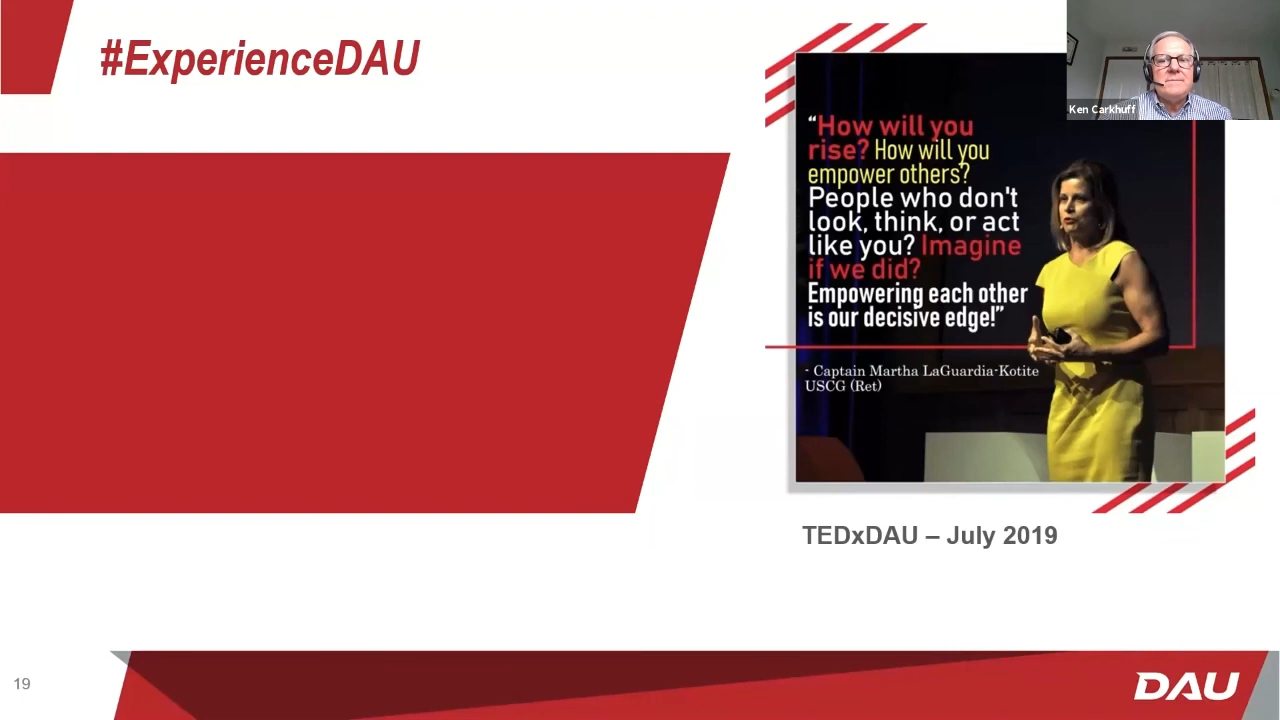 #ExperienceDAU
Ken Carkhuff
“How will you
rise? How will you
empower others?
People who don't
look, think, or act
like you? Imagine
if we did?
Empowering each other
is our decisive edge!”
- Captain Martha LaGuardia-Kotite
USCG (Ret)
TEDxDAU – July 2019
19
DAU